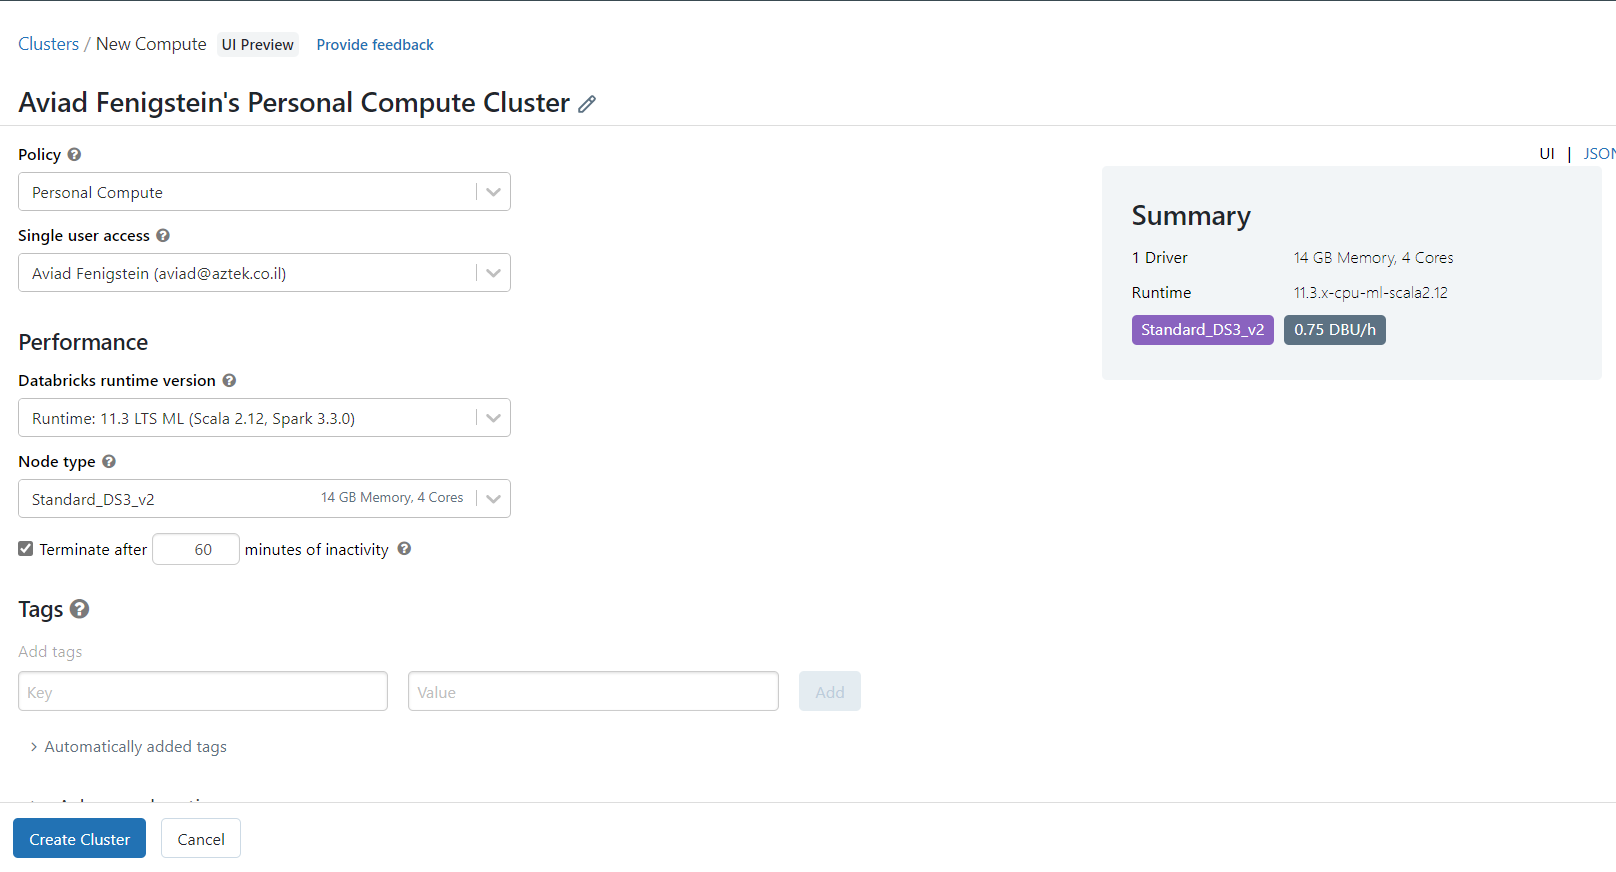 Clusters / New Compute UI Preview Provide feedback
Aviad Fenigstein's Personal Compute Cluster
Policy
Personal Compute
Single user access
Aviad Fenigstein (aviad@aztek.co.il)
Performance
Databricks runtime version
Runtime: 11.3 LTS ML (Scala 2.12, Spark 3.3.0)
Node type
Standard_DS3_v2 14 GB Memory, 4 Cores
Terminate after 60 minutes of inactivity
Tags
Add tags
Key Value Add
Automatically added tags
Create Cluster Cancel
UI | JSON
Summary
1 Driver 14 GB Memory, 4 Cores
Runtime 11.3.x-cpu-ml-scala2.12
Standard_DS3_v2 0.75 DBU/h